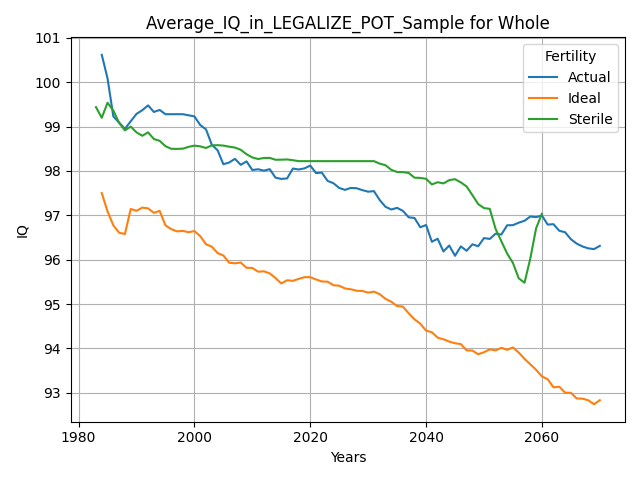 Average_IQ_in_LEGALIZE_POT_Sample for Whole
101
100
99
98
97
96
95
94
93
IQ
1980
2000
2020
2040
2060
Years
Fertility
Actual
Ideal
Sterile